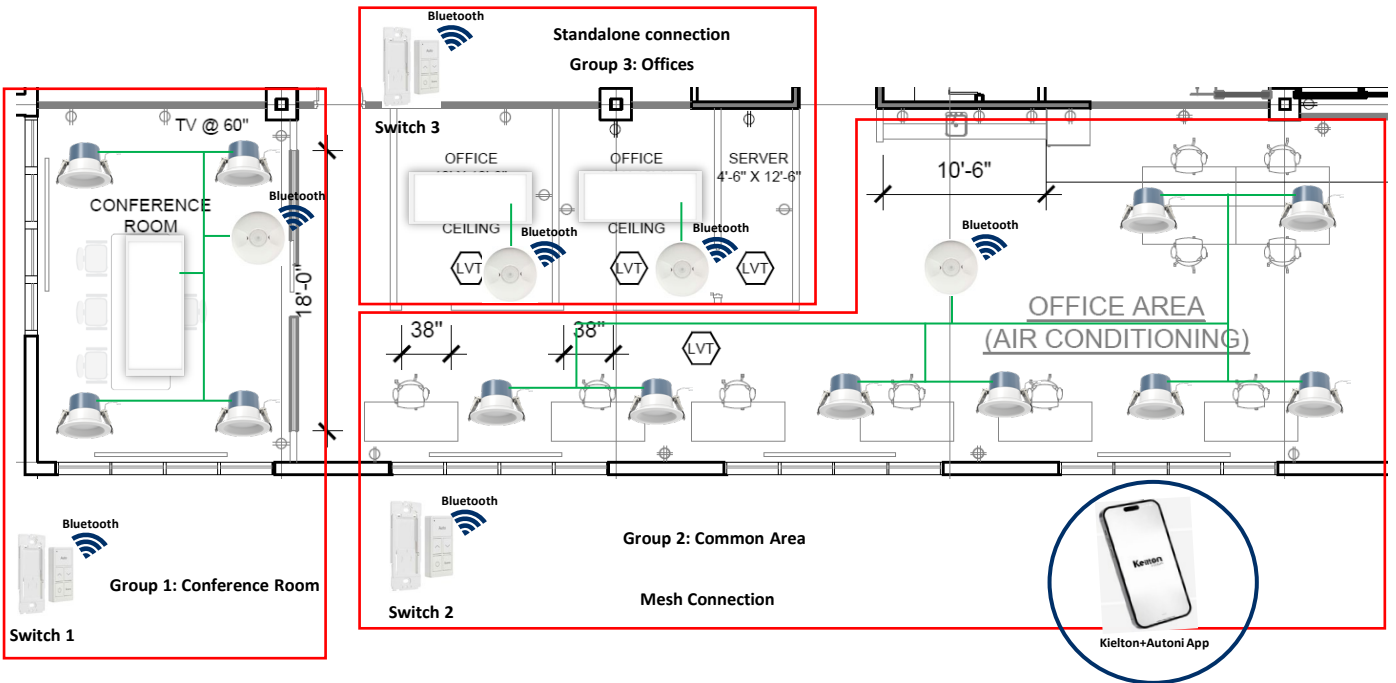 Bluetooth
Standalone connection
Group 3: Offices
Switch 3
TV @ 60"
Bluetooth
CONFERENCE
ROOM
18'-0"
OFFICE
OFFICE
SERVER
4'-6" X 12'-6"
CEILING
CEILING
Bluetooth
Bluetooth
LVT
LVT
LVT
10'-6"
Bluetooth
OFFICE AREA
(AIR CONDITIONING)
38"
38"
LVT
Bluetooth
Group 1: Conference Room
Switch 1
Bluetooth
Group 2: Common Area
Mesh Connection
Switch 2
Kielton+Autoni App